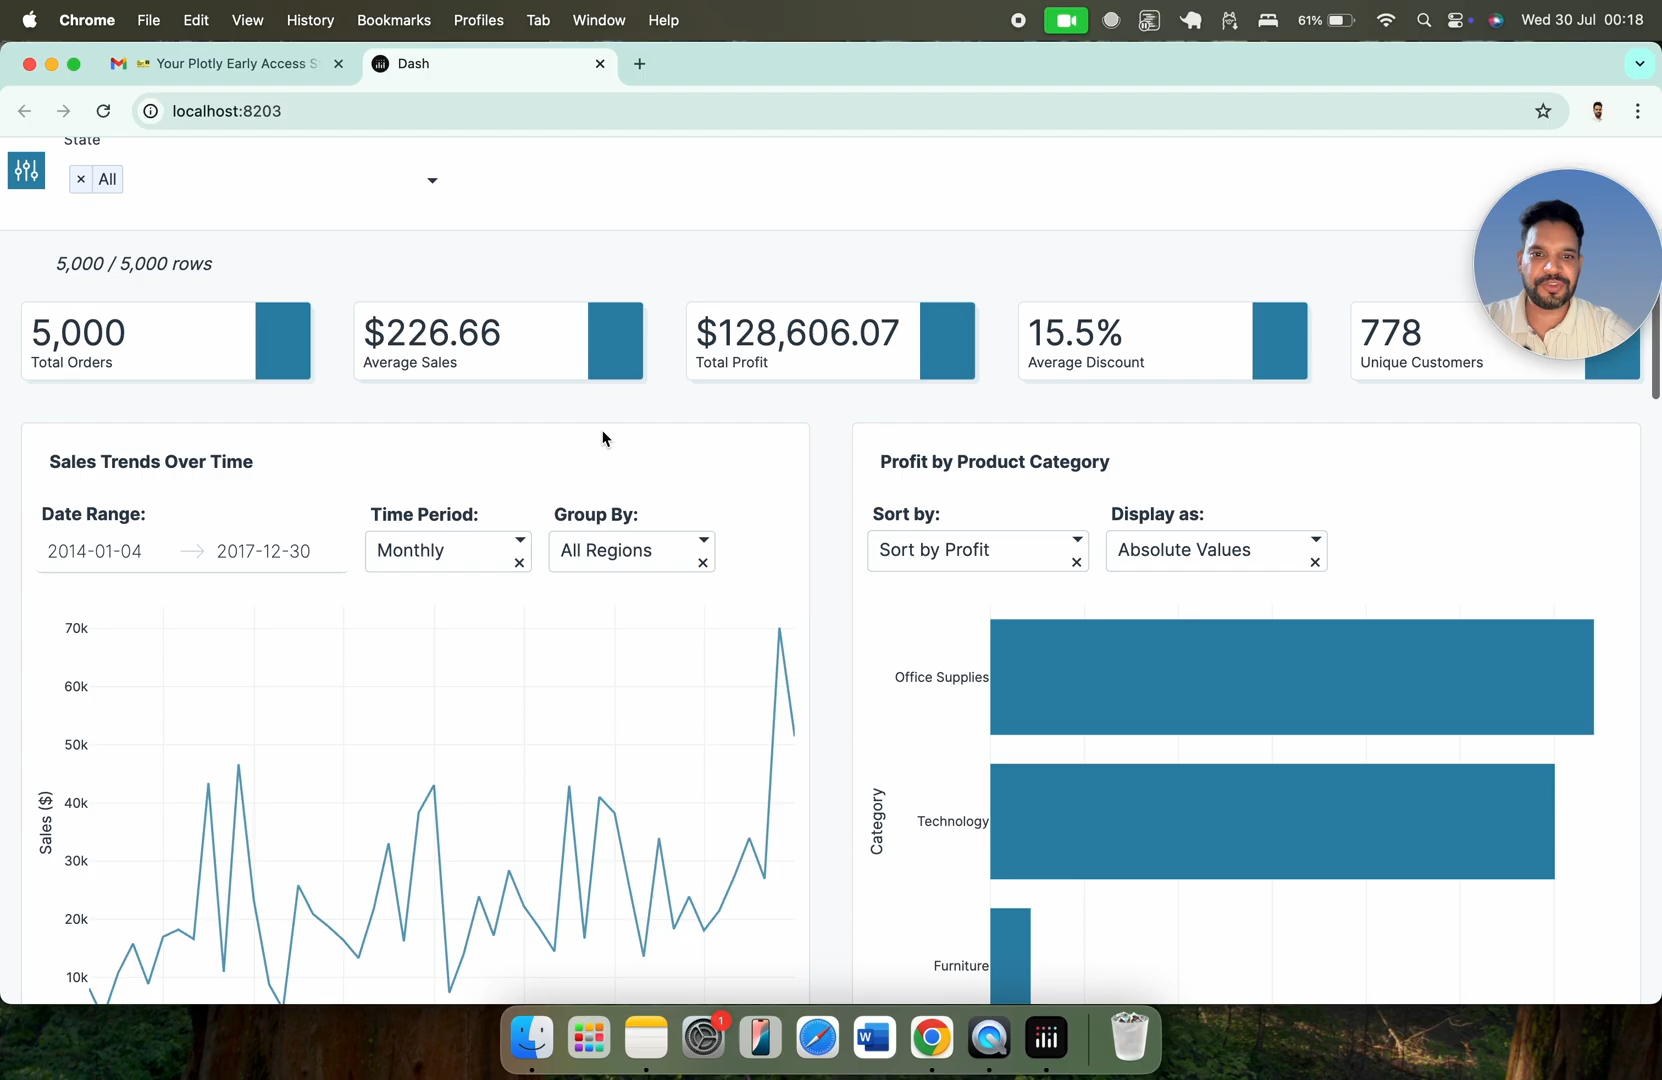 Chrome File Edit View History Bookmarks Profiles Tab Window Help 61% Wed 30 Jul 00:18
Your Plotly Early Access S × Dash × +
localhost:8203
State
× All
5,000 / 5,000 rows
5,000
Total Orders
$226.66
Average Sales
$128,606.07
Total Profit
15.5%
Average Discount
778
Unique Customers
Sales Trends Over Time
Date Range:
2014-01-04 → 2017-12-30
Time Period:
Monthly
×
Group By:
All Regions
×
70k
60k
50k
40k
30k
20k
10k
Sales ($)
Profit by Product Category
Sort by:
Sort by Profit
×
Display as:
Absolute Values
×
Category
Office Supplies
Technology
Furniture
1
W